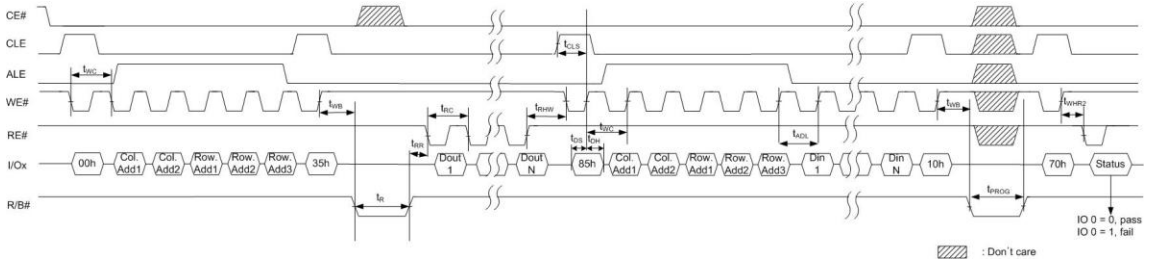 CE#
CLE
tCLS
ALE
tWC
WE#
tWB
tRC
tRHW
tWC
tADL
tWB
tWHR2
RE#
tRR
tDS tDH
I/Ox 00h Col. Add1 Col. Add2 Row. Add1 Row. Add2 Row. Add3 35h Dout 1 Dout N 85h Col. Add1 Col. Add2 Row. Add1 Row. Add2 Row. Add3 Din 1 Din N 10h 70h Status
R/B# tR tPROG
IO 0 = 0, pass
IO 0 = 1, fail
: Don´t care